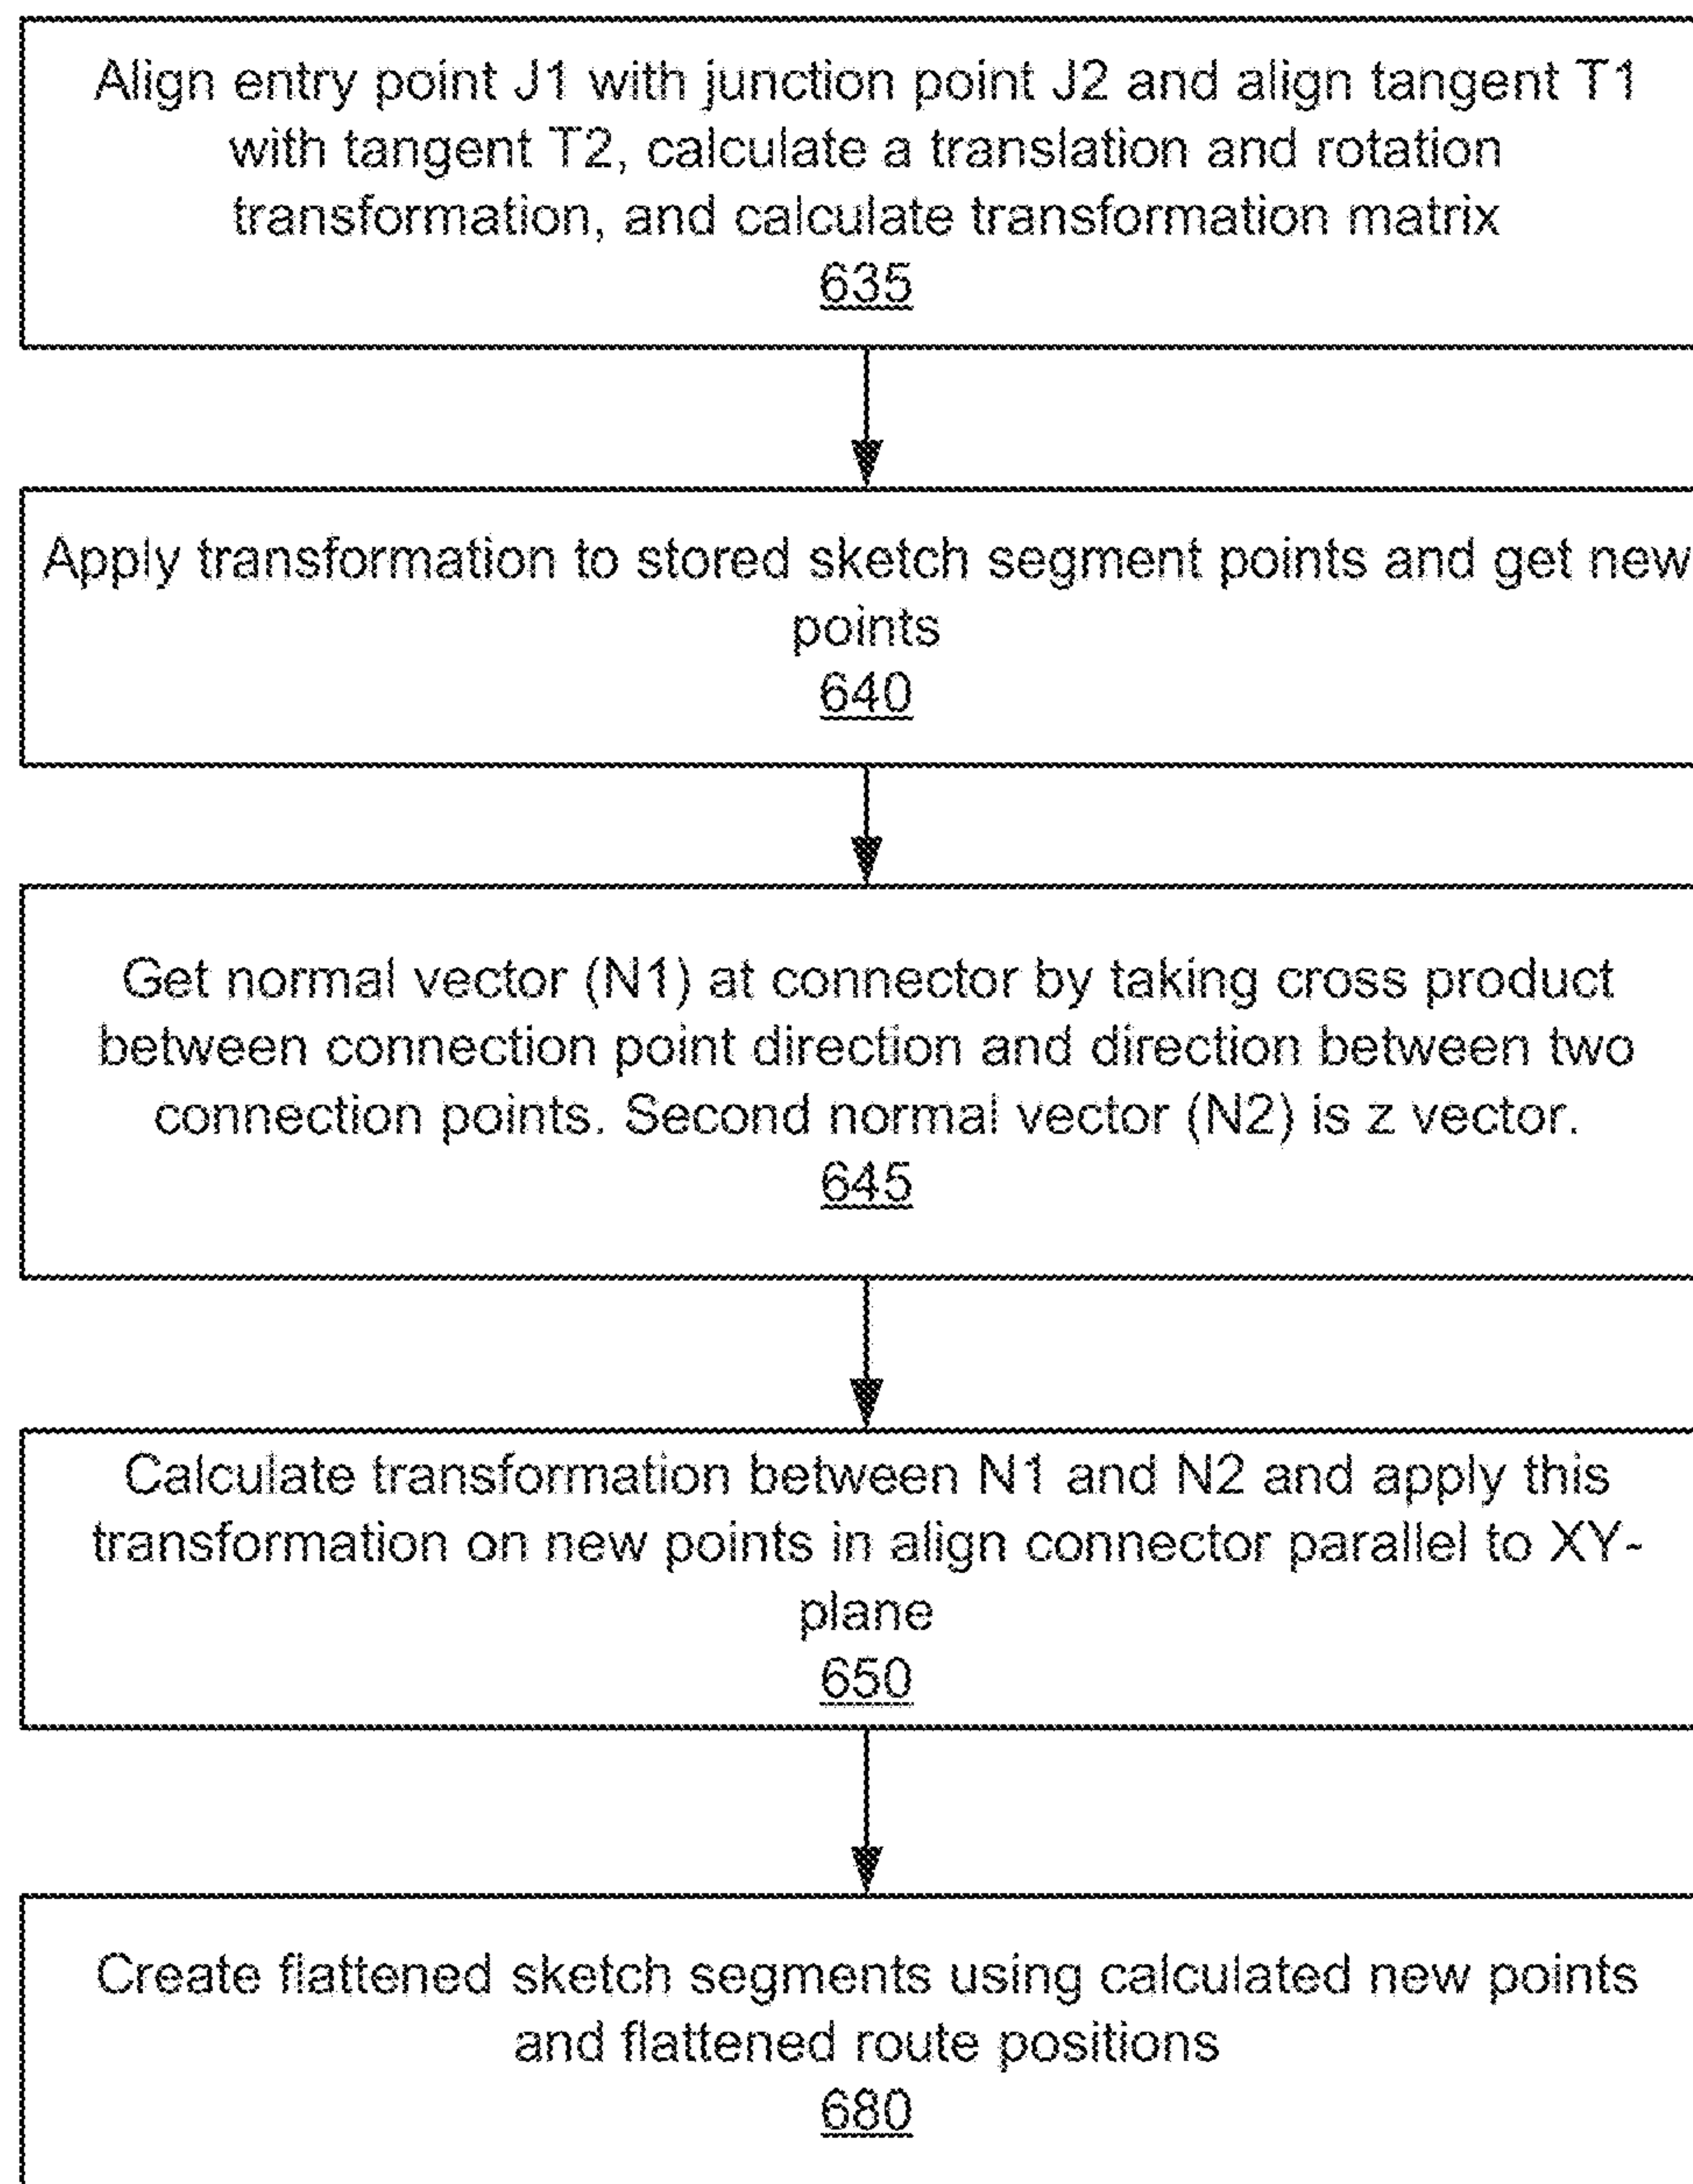 Align entry point J1 with junction point J2 and align tangent T1
with tangent T2, calculate a translation and rotation
transformation, and calculate transformation matrix
635
Apply transformation to stored sketch segment points and get new
points
640
Get normal vector (N1) at connector by taking cross product
between connection point direction and direction between two
connection points. Second normal vector (N2) is z vector.
645
Calculate transformation between N1 and N2 and apply this
transformation on new points in align connector parallel to XY-
plane
650
Create flattened sketch segments using calculated new points
and flattened route positions
680